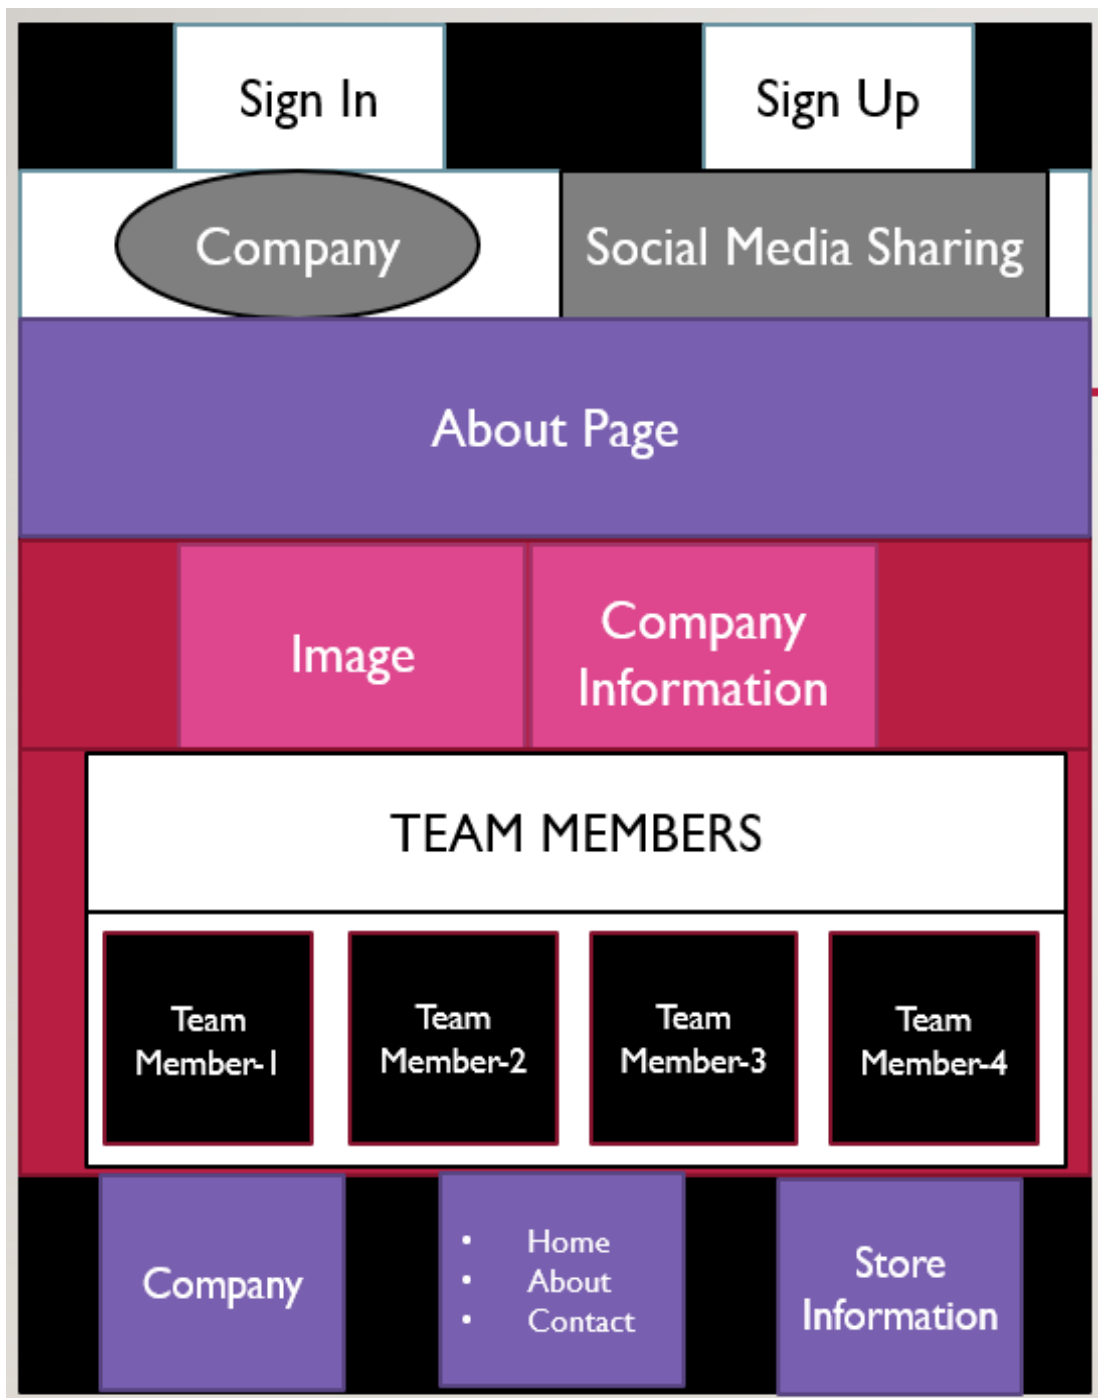 Sign In
Sign Up
Company
Social Media Sharing
About Page
Image
Company
Information
TEAM MEMBERS
Team
Member-1
Team
Member-2
Team
Member-3
Team
Member-4
Company
• Home
• About
• Contact
Store
Information